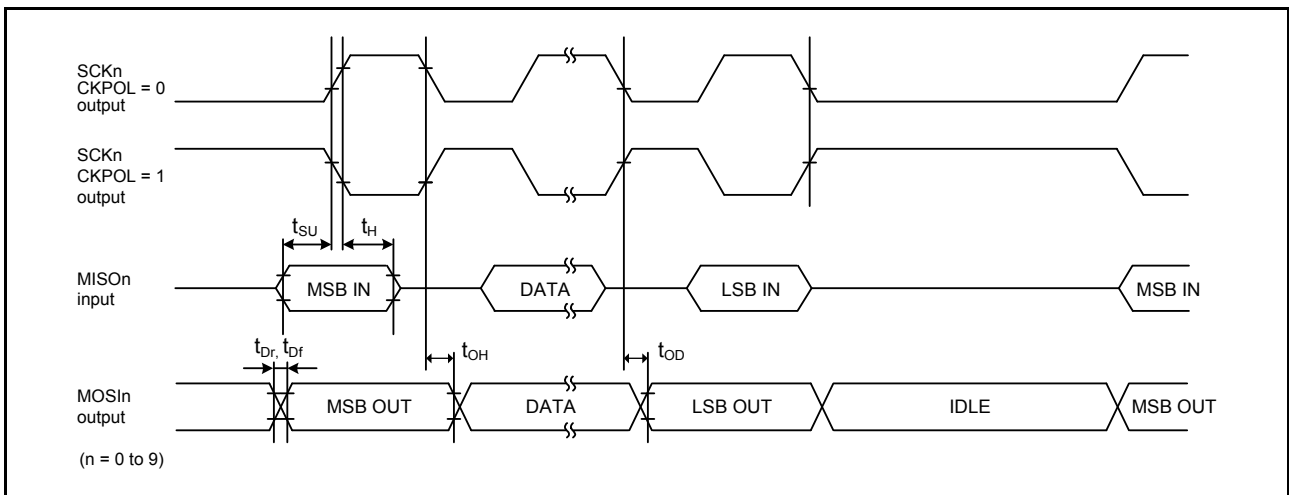 SCKn
CKPOL = 0
output
SCKn
CKPOL = 1
output
tSU
tH
MISOn
input
MSB IN
DATA
LSB IN
MSB IN
tDr, tDf
tOH
tOD
MOSIn
output
MSB OUT
DATA
LSB OUT
IDLE
MSB OUT
(n = 0 to 9)